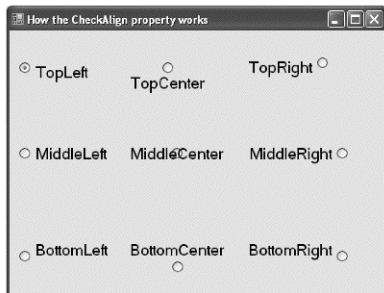 How the CheckAlign property works
TopLeft TopCenter TopRight
MiddleLeft MiddleCenter MiddleRight
BottomLeft BottomCenter BottomRight